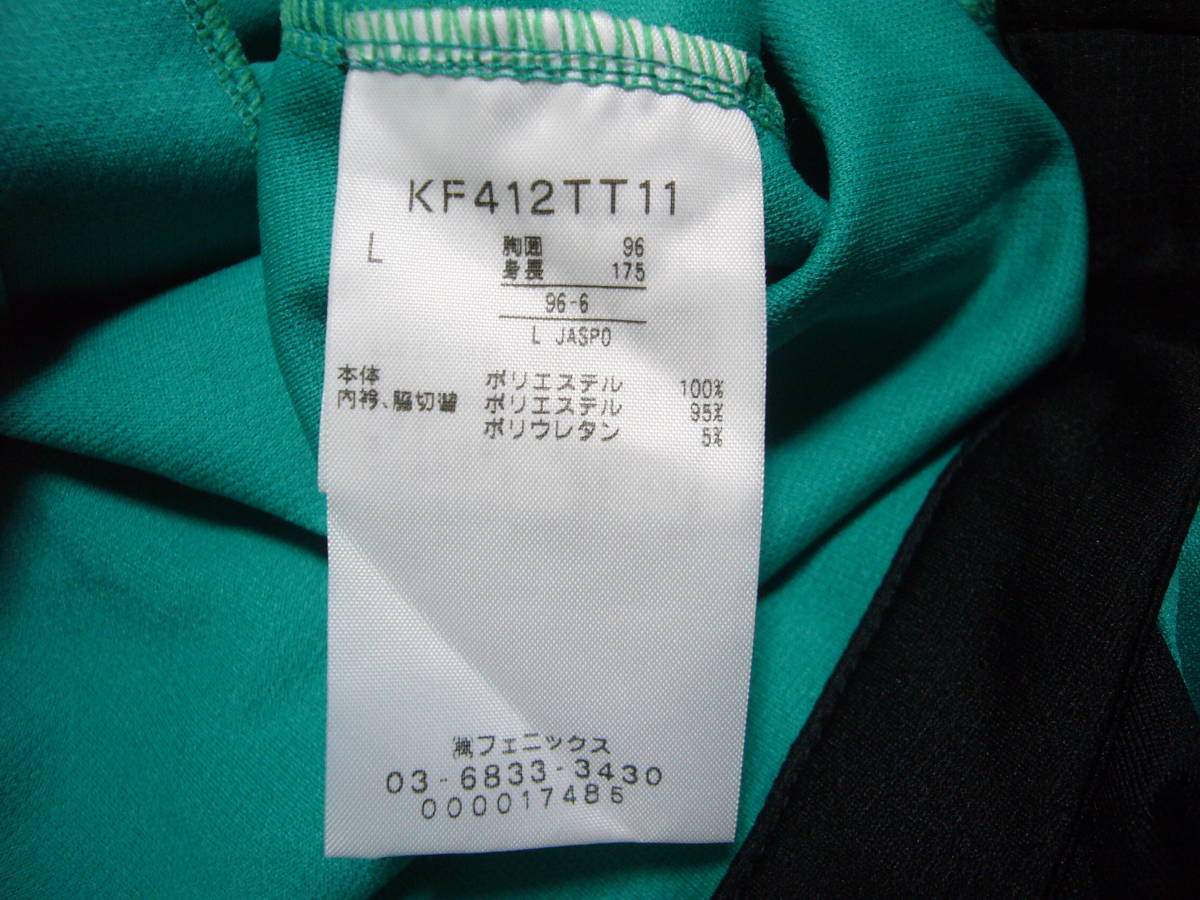 KF412TT11
L 胸囲 96
身長 175
96-6
L JASPO
本体 ポリエステル 100%
内衿、脇切替 ポリエステル 95%
ポリウレタン 5%
㈱フェニックス
03-6833-3430
000017485